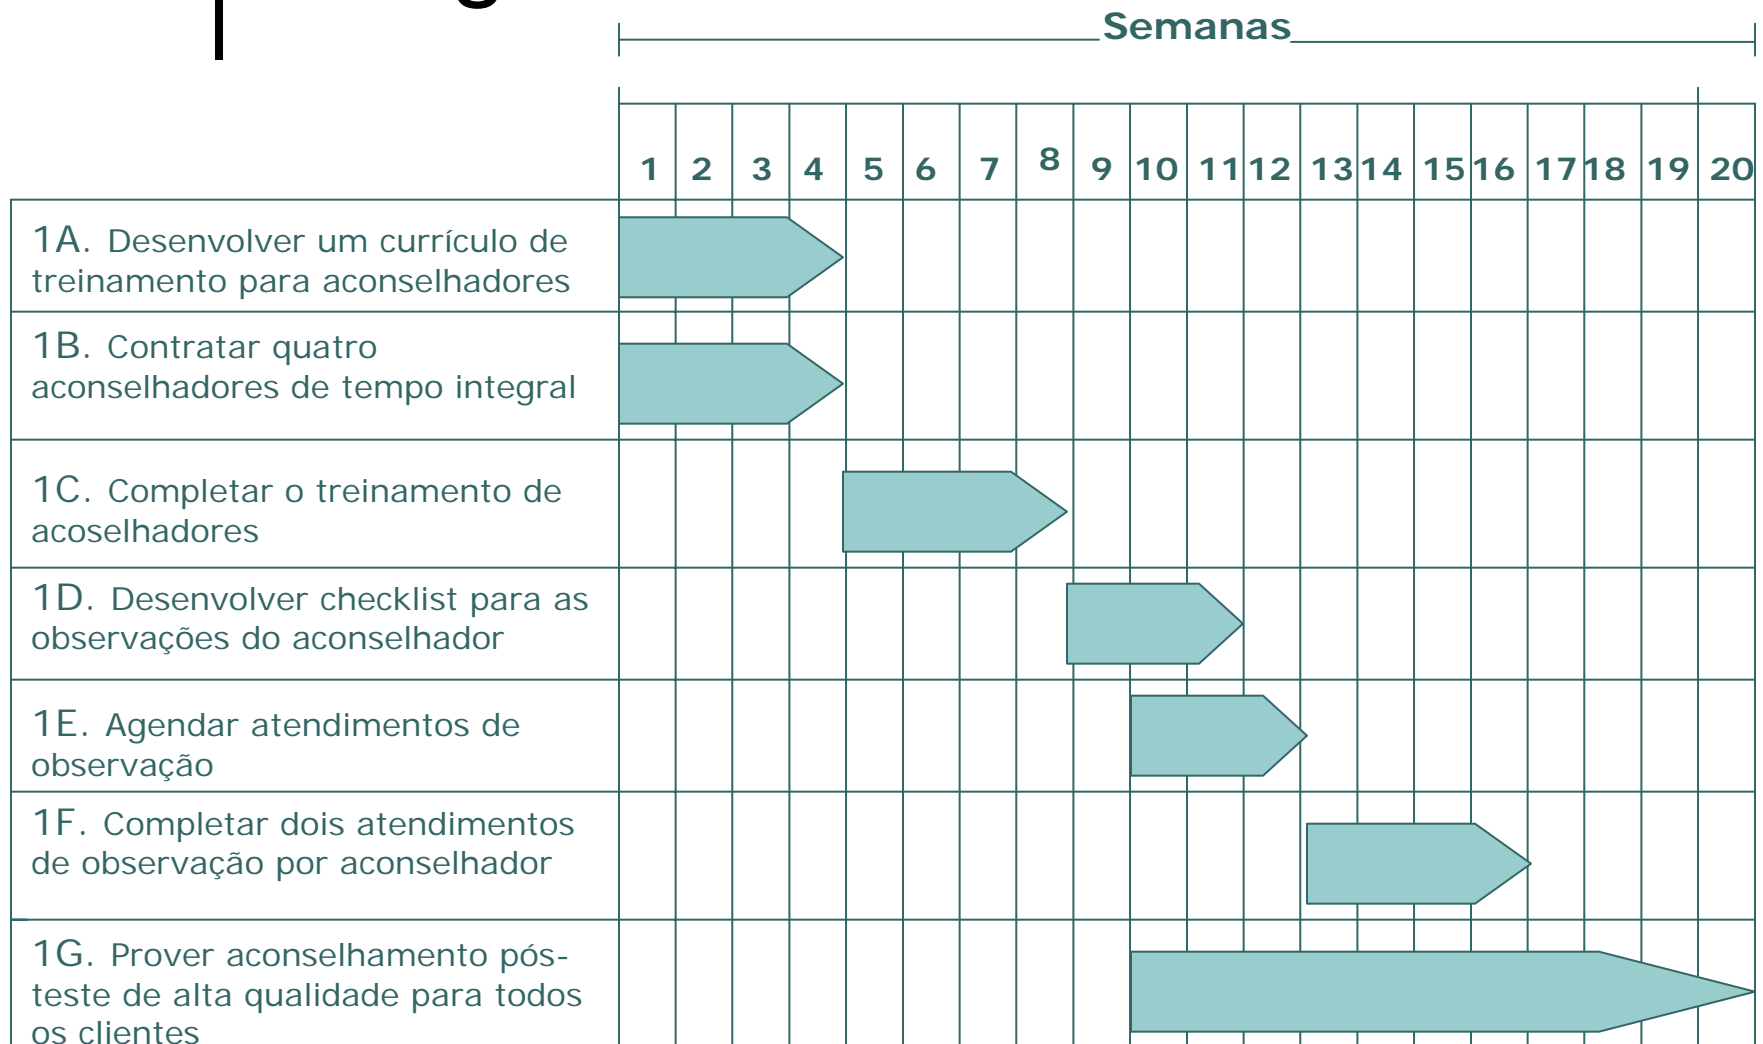 g
Semanas
1 2 3 4 5 6 7 8 9 10 11 12 13 14 15 16 17 18 19 20
1A. Desenvolver um currículo de
treinamento para aconselhadores
1B. Contratar quatro
aconselhadores de tempo integral
1C. Completar o treinamento de
acoselhadores
1D. Desenvolver checklist para as
observações do aconselhador
1E. Agendar atendimentos de
observação
1F. Completar dois atendimentos
de observação por aconselhador
1G. Prover aconselhamento pós-
teste de alta qualidade para todos
os clientes